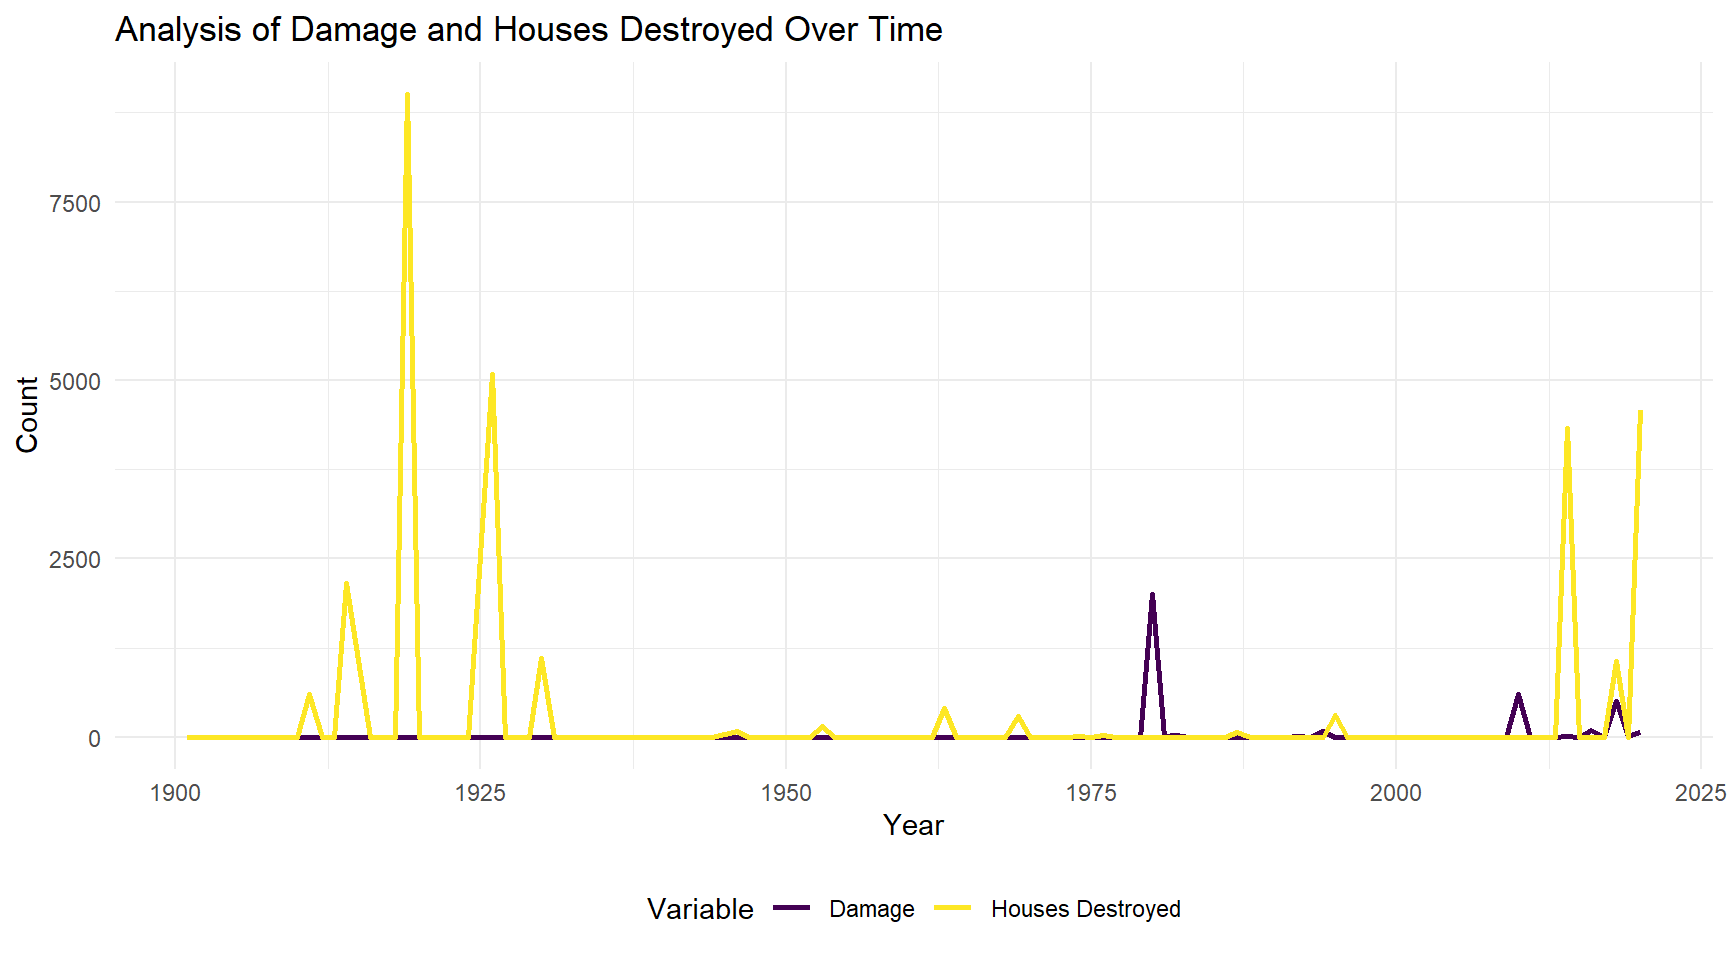 Analysis of Damage and Houses Destroyed Over Time
Count
7500
5000
2500
0
1900 1925 1950 1975 2000 2025
Year
Variable Damage Houses Destroyed